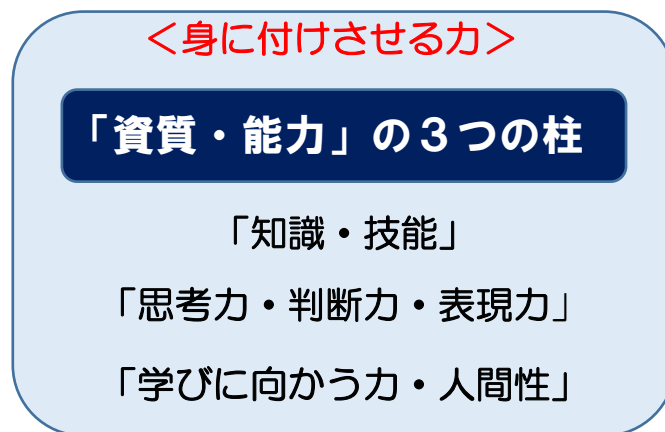 ＜身に付けさせる力＞
「資質・能力」の３つの柱
「知識・技能」
「思考力・判断力・表現力」
「学びに向かう力・人間性」